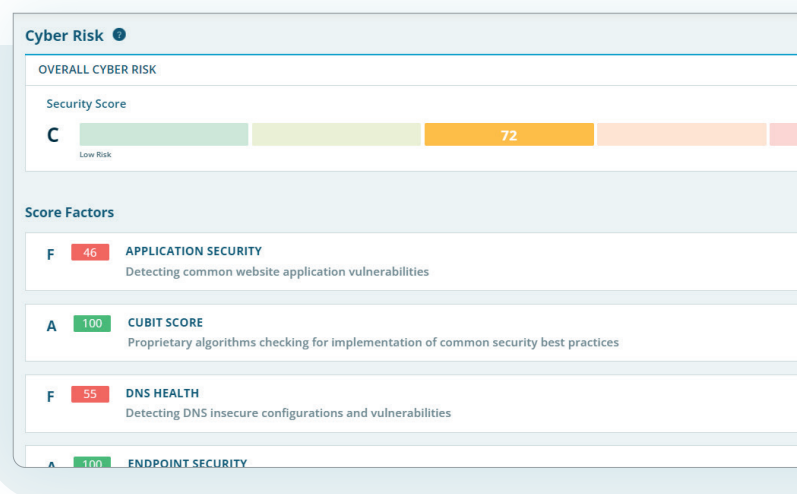 Cyber Risk ?
OVERALL CYBER RISK
Security Score
C 72
Low Risk
Score Factors
F 46 APPLICATION SECURITY
Detecting common website application vulnerabilities
A 100 CUBIT SCORE
Proprietary algorithms checking for implementation of common security best practices
F 55 DNS HEALTH
Detecting DNS insecure configurations and vulnerabilities
A 100 ENDPOINT SECURITY